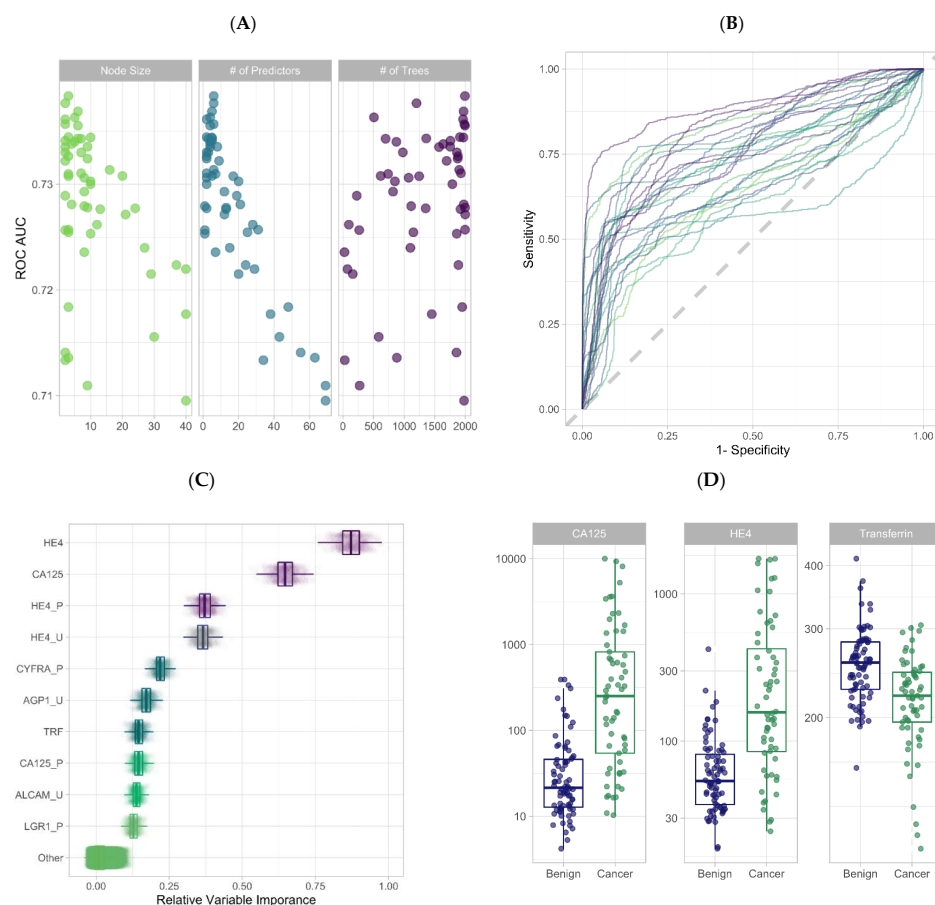 (A)
Node Size # of Predictors # of Trees
0.73
0.72
0.71
ROC AUC
10 20 30 40 0 20 40 60 0 500 1000 1500 2000
(B)
1.00
0.75
0.50
0.25
0.00
Sensitivity
0.00 0.25 0.50 0.75 1.00
1- Specificity
(C)
HE4
CA125
HE4_P
HE4_U
CYFRA_P
AGP1_U
TRF
CA125_P
ALCAM_U
LGR1_P
Other
0.00 0.25 0.50 0.75 1.00
Relative Variable Imporance
(D)
CA125 HE4 Transferrin
10000
1000
100
10
1000
300
100
30
400
300
200
Benign Cancer Benign Cancer Benign Cancer